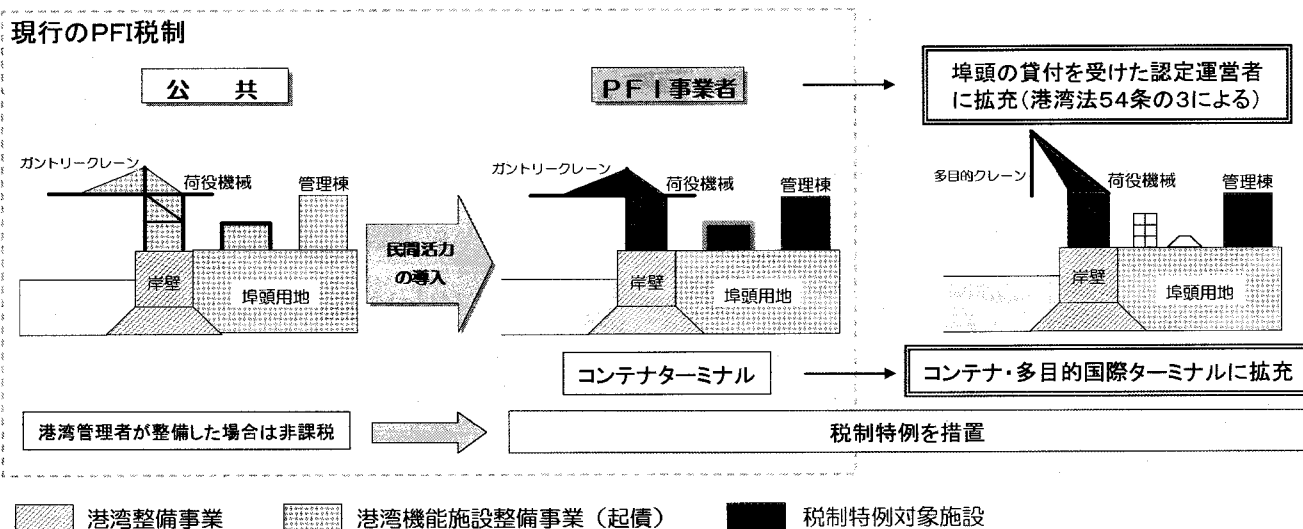 現行のPFI税制
公　共
PFI事業者
埠頭の貸付を受けた認定運営者
に拡充(港湾法54条の3による)
ガントリークレーン
荷役機械
管理棟
岸壁
埠頭用地
民間活力
の導入
ガントリークレーン
荷役機械
管理棟
岸壁
埠頭用地
多目的クレーン
荷役機械
管理棟
岸壁
埠頭用地
コンテナターミナル
コンテナ・多目的国際ターミナルに拡充
港湾管理者が整備した場合は非課税
税制特例を措置
港湾整備事業
港湾機能施設整備事業（起債）
税制特例対象施設